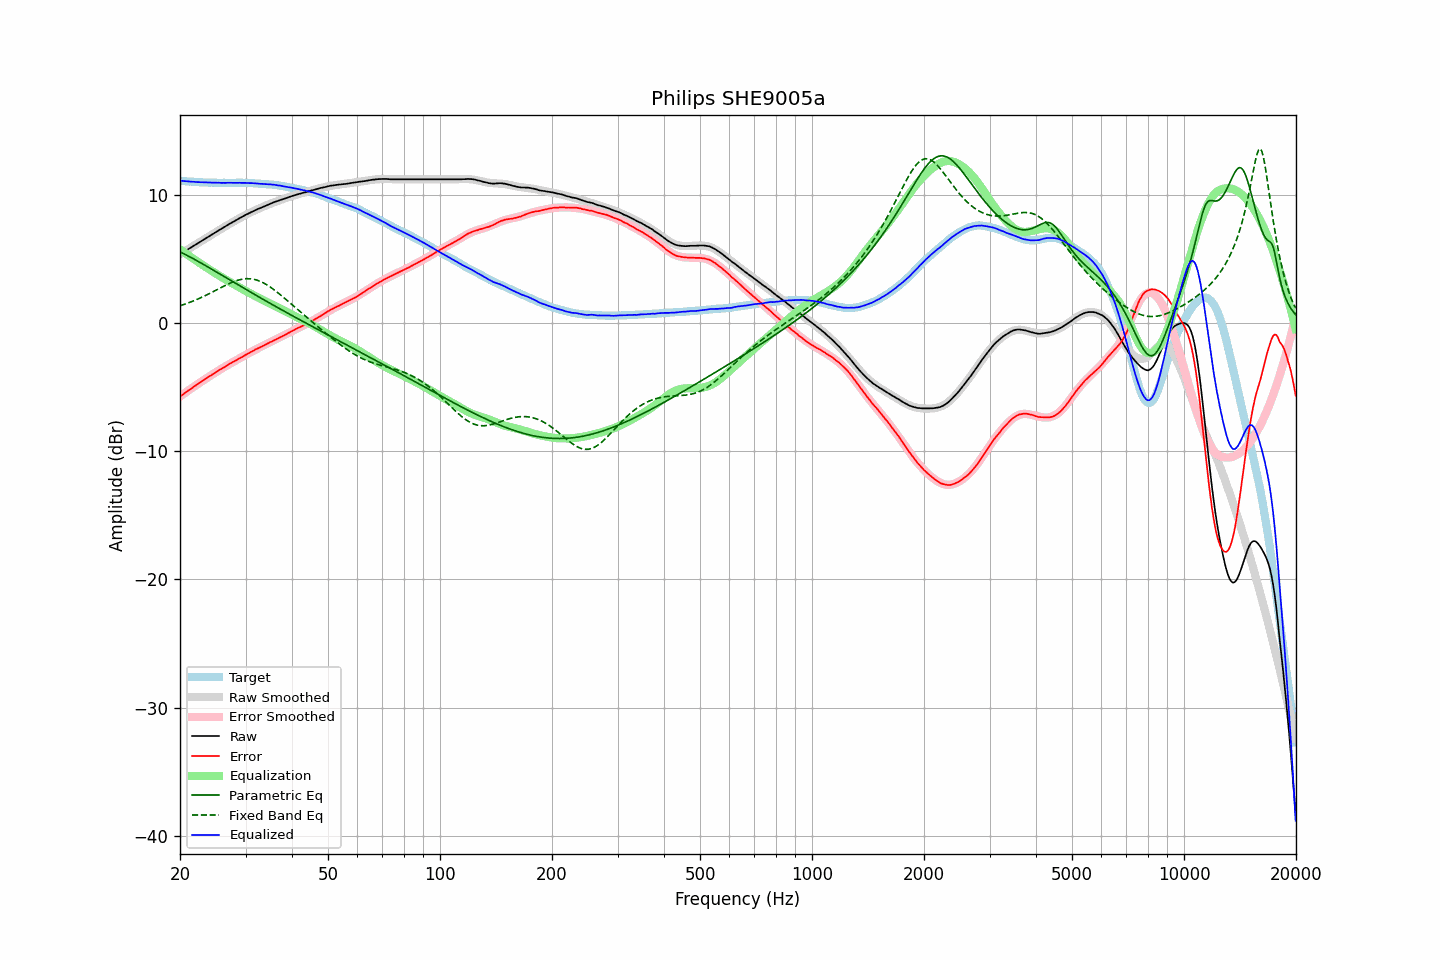 Philips SHE9005a
Amplitude (dBr)
10
0
−10
−20
−30
−40
Target
Raw Smoothed
Error Smoothed
Raw
Error
Equalization
Parametric Eq
Fixed Band Eq
Equalized
20 50 100 200 500 1000 2000 5000 10000 20000
Frequency (Hz)